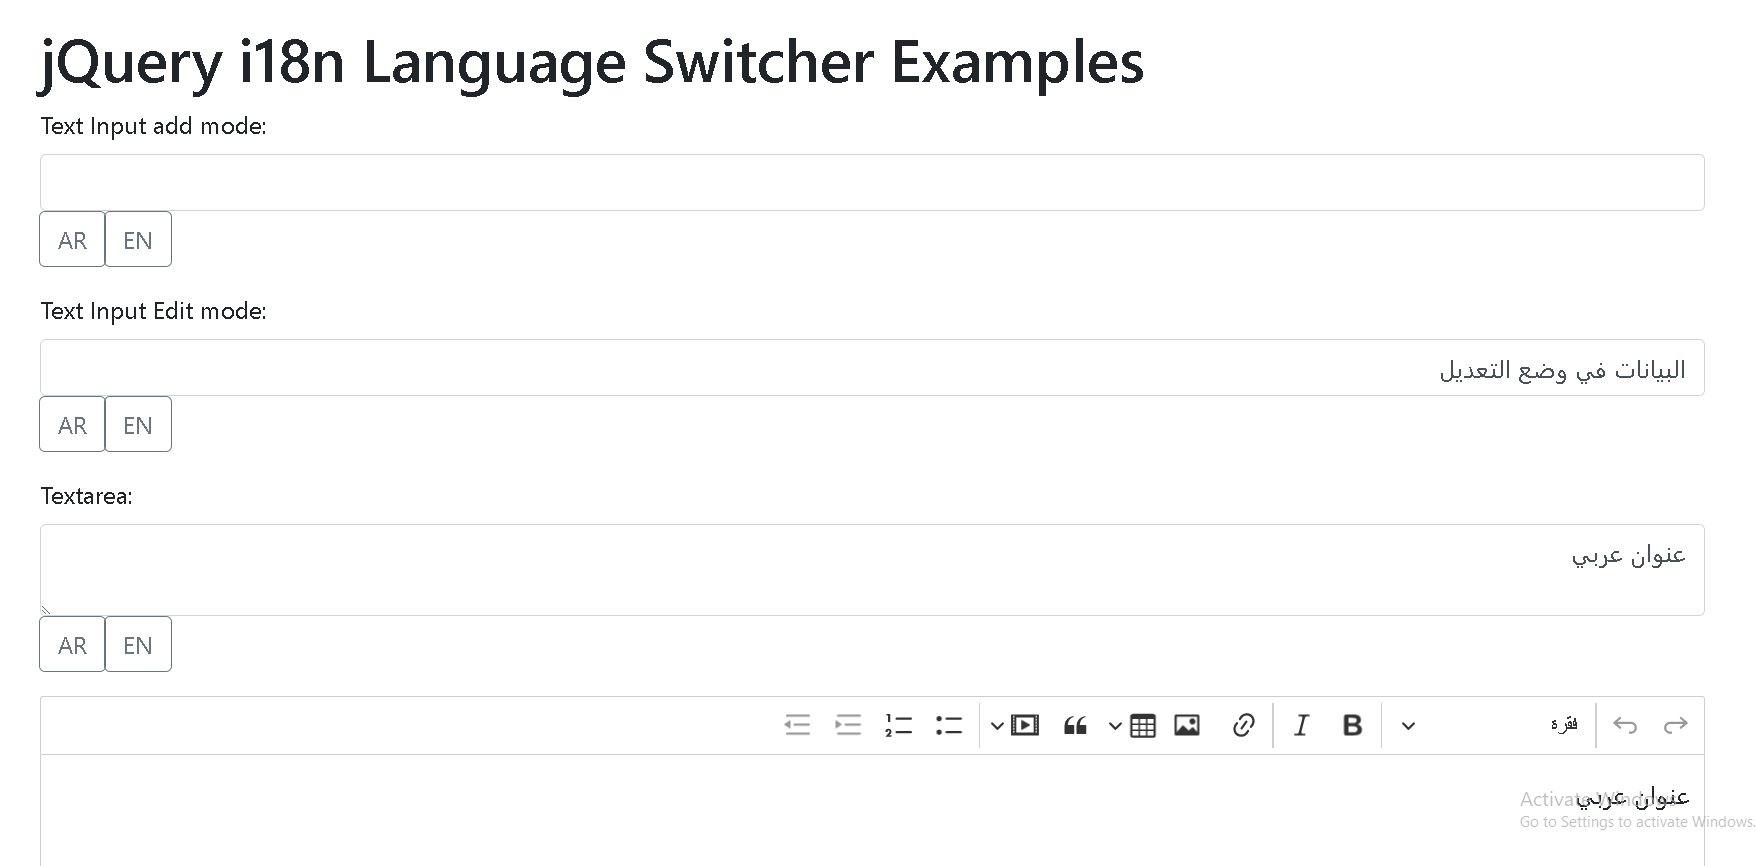 jQuery i18n Language Switcher Examples
Text Input add mode:
AR EN
Text Input Edit mode:
البيانات في وضع التعديل
AR EN
Textarea:
عنوان عربي
AR EN
فقرة
عنوان عربي
Activate Windows
Go to Settings to activate Windows.